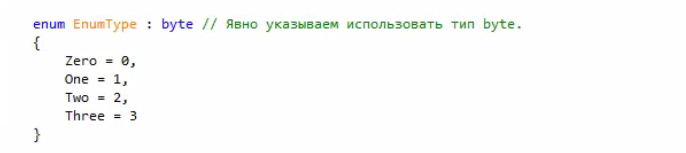 enum EnumType : byte // Явно указываем использовать тип byte.
{
    Zero = 0,
    One = 1,
    Two = 2,
    Three = 3
}